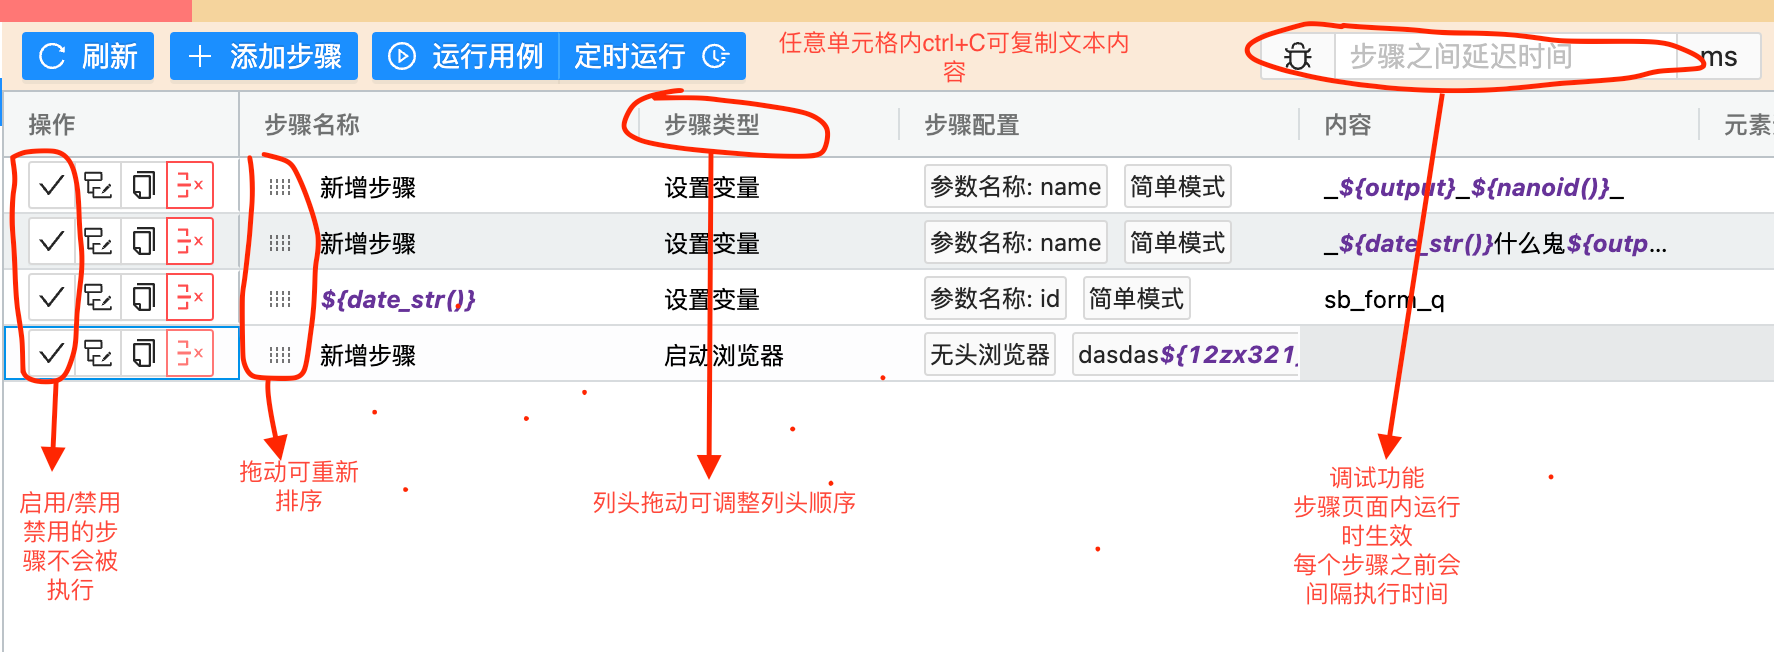 刷新 添加步骤 运行用例 定时运行 任意单元格内ctrl+C可复制文本内
容 步骤之间延迟时间 ms
操作 步骤名称 步骤类型 步骤配置 内容 元素
新增步骤 设置变量 参数名称: name 简单模式 _${output}_${nanoid()}_
新增步骤 设置变量 参数名称: name 简单模式 _${date_str()}什么鬼${outp...
${date_str()} 设置变量 参数名称: id 简单模式 sb_form_q
新增步骤 启动浏览器 无头浏览器 dasdas${12zx321
启用/禁用
禁用的步
骤不会被
执行
拖动可重新
排序
列头拖动可调整列头顺序
调试功能
步骤页面内运行
时生效
每个步骤之前会
间隔执行时间